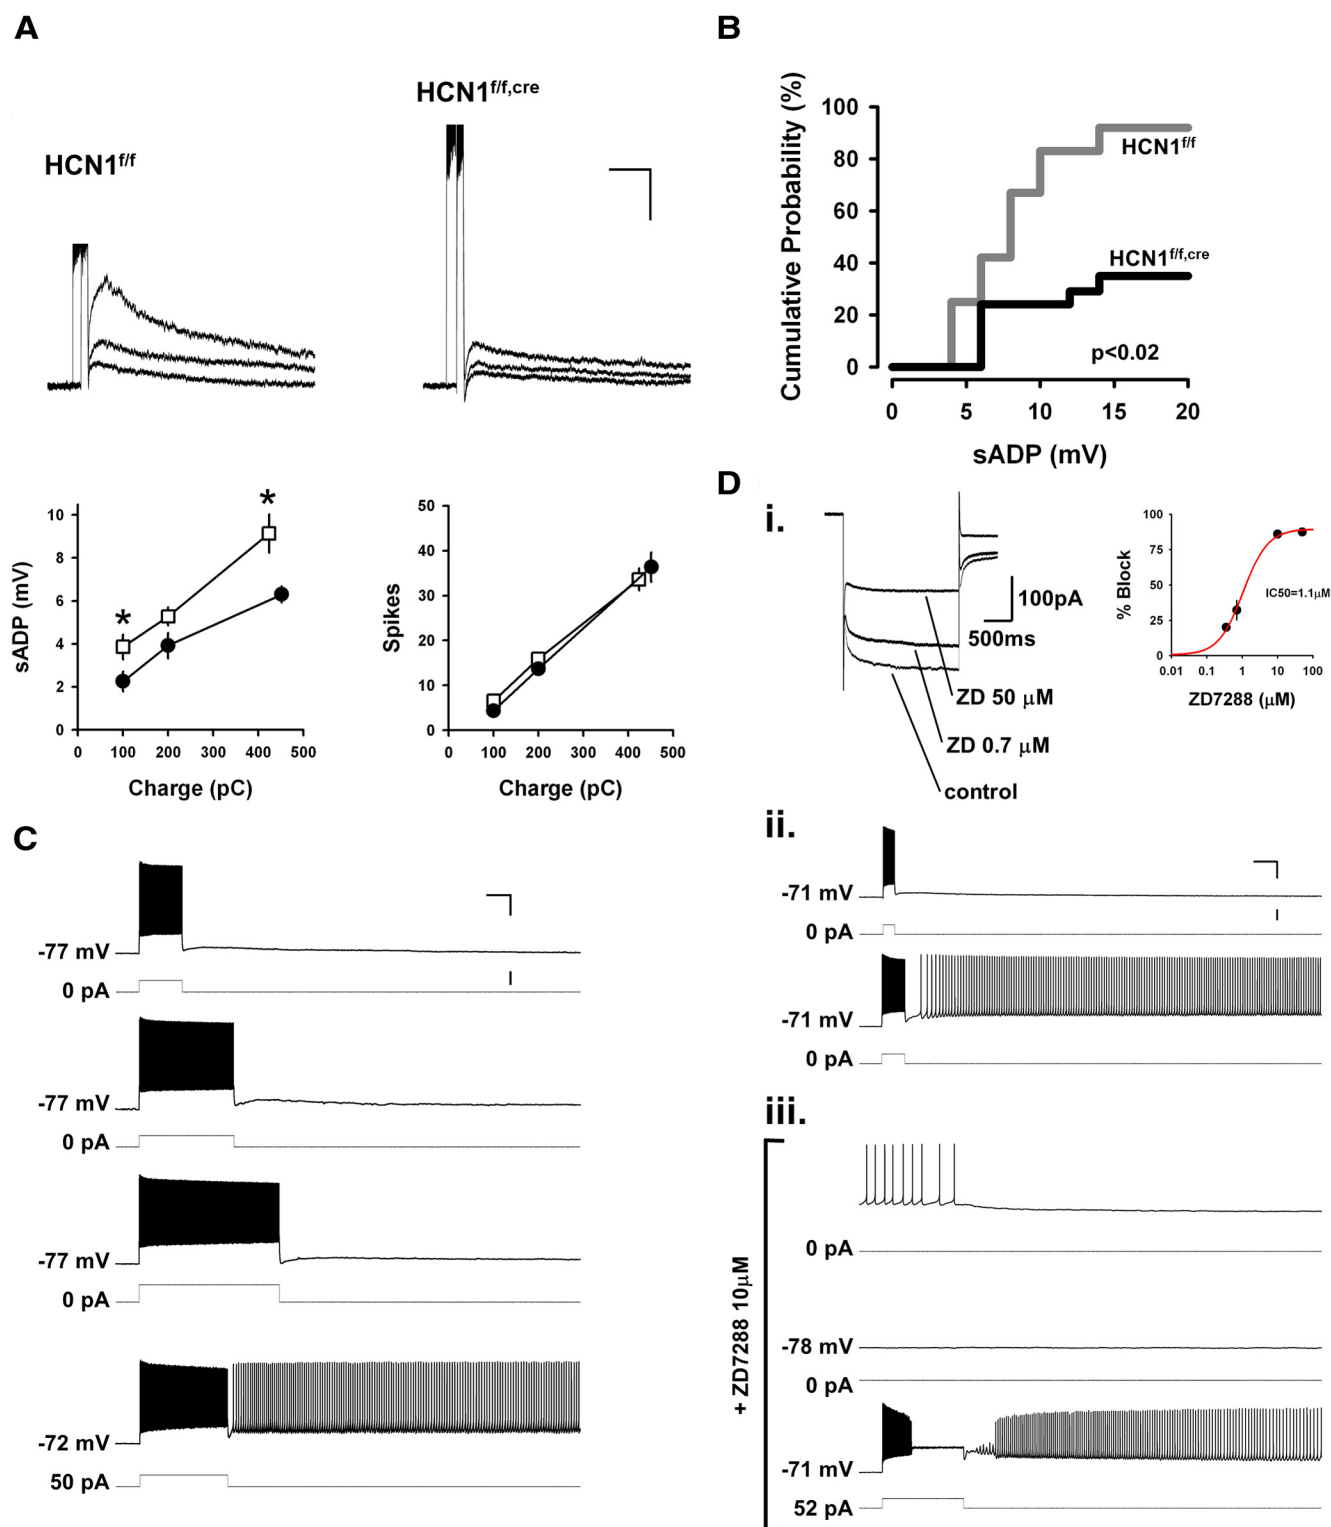 A
HCN1f/f
HCN1f/f,cre
sADP (mV)
10
8
6
4
2
0
*
*
0 100 200 300 400 500
Charge (pC)
Spikes
50
40
30
20
10
0
0 100 200 300 400 500
Charge (pC)
B
Cumulative Probability (%)
100
80
60
40
20
0
HCN1f/f
HCN1f/f,cre
p<0.02
0 5 10 15 20
sADP (mV)
C
-77 mV
0 pA
-77 mV
0 pA
-77 mV
0 pA
-72 mV
50 pA
D
i.
100pA
500ms
ZD 50 μM
ZD 0.7 μM
control
% Block
100
75
50
25
0
IC50=1.1μM
0.01 0.1 1 10 100
ZD7288 (μM)
ii.
-71 mV
0 pA
-71 mV
0 pA
iii.
+ ZD7288 10μM
0 pA
-78 mV
0 pA
-71 mV
52 pA